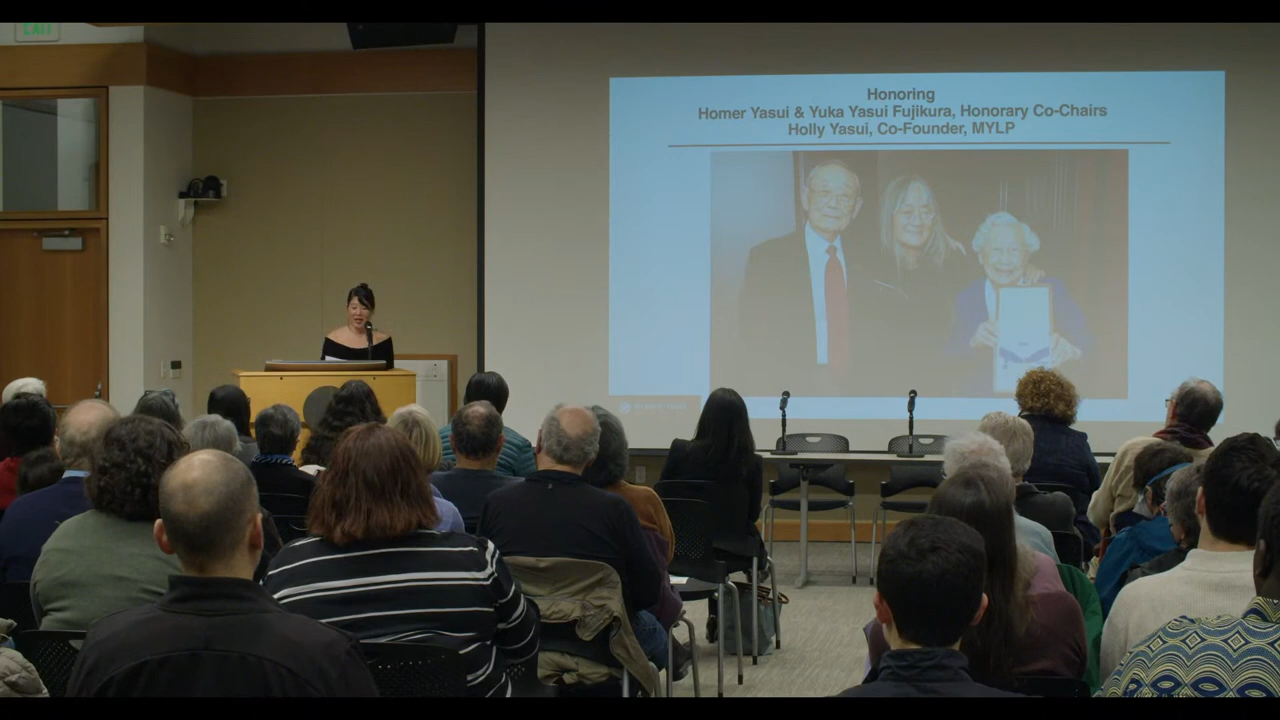 EXIT
Honoring
Homer Yasui & Yuka Yasui Fujikura, Honorary Co-Chairs
Holly Yasui, Co-Founder, MYLP